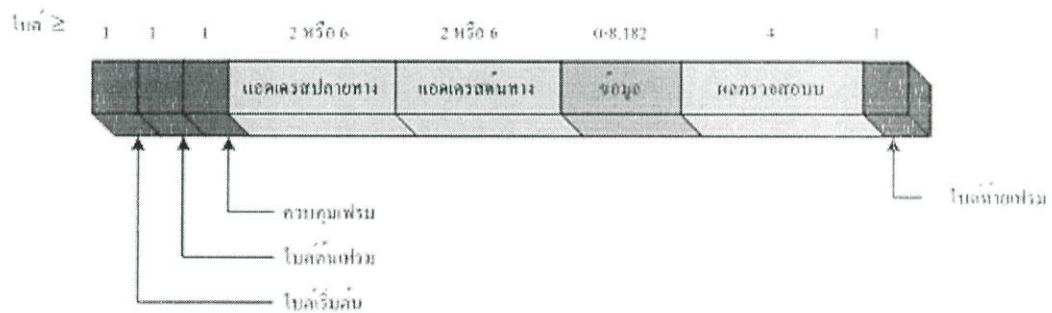 ไบต์ ≥ 1 1 1 2 หรือ 6 2 หรือ 6 0-8,182 4 1
แอดเดรสปลายทาง แอดเดรสต้นทาง ข้อมูล ผลตรวจสอบ
ไบต์ท้ายเฟรม
ควบคุมเฟรม
ไบต์ต้นเฟรม
ไบต์เริ่มต้น